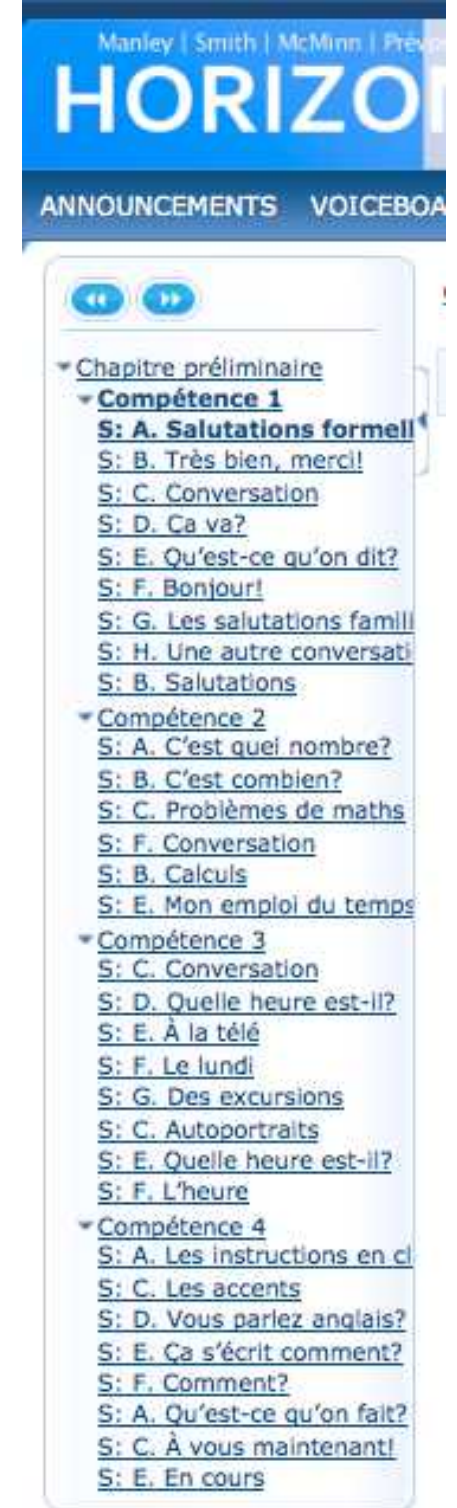 Manley | Smith | McMinn | Prév
HORIZO
ANNOUNCEMENTS VOICEBOA
Chapitre préliminaire
Compétence 1
S: A. Salutations formell
S: B. Très bien, merci!
S: C. Conversation
S: D. Ça va?
S: E. Qu'est-ce qu'on dit?
S: F. Bonjour!
S: G. Les salutations famili
S: H. Une autre conversati
S: B. Salutations
Compétence 2
S: A. C'est quel nombre?
S: B. C'est combien?
S: C. Problèmes de maths
S: F. Conversation
S: B. Calculs
S: E. Mon emploi du temps
Compétence 3
S: C. Conversation
S: D. Quelle heure est-il?
S: E. À la télé
S: F. Le lundi
S: G. Des excursions
S: C. Autoportraits
S: E. Quelle heure est-il?
S: F. L'heure
Compétence 4
S: A. Les instructions en cl
S: C. Les accents
S: D. Vous parlez anglais?
S: E. Ça s'écrit comment?
S: F. Comment?
S: A. Qu'est-ce qu'on fait?
S: C. À vous maintenant!
S: E. En cours